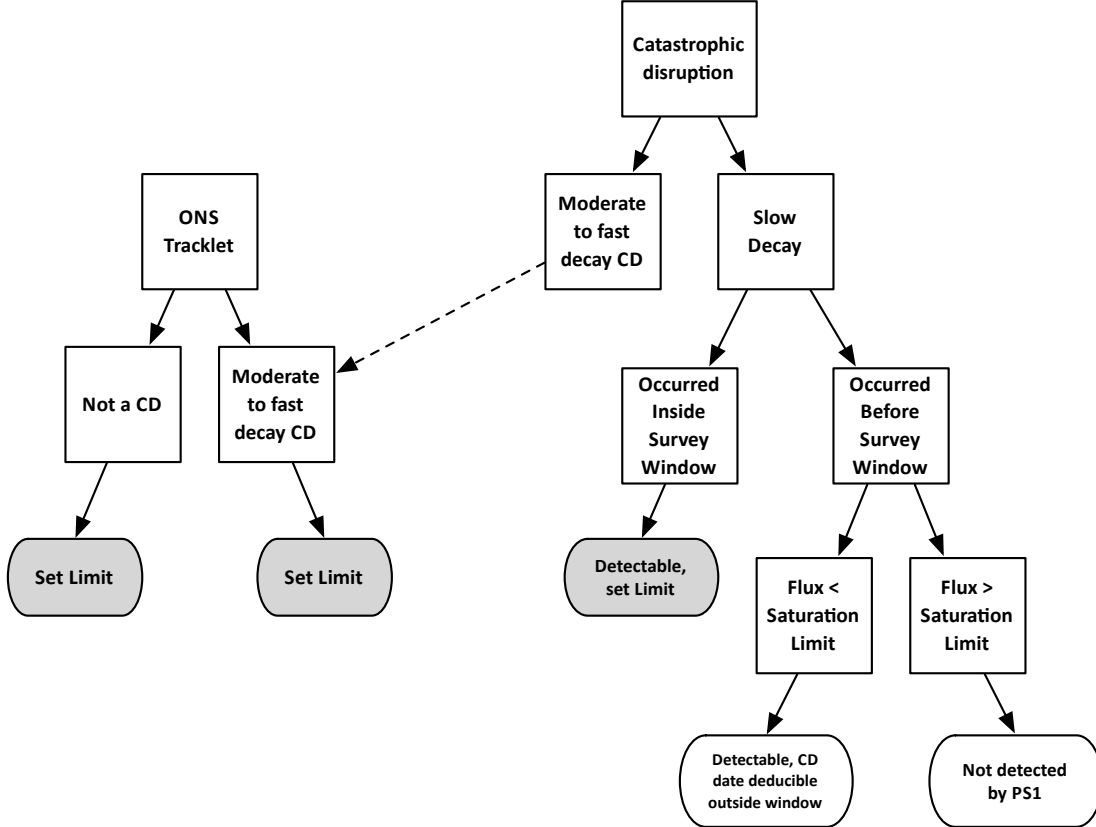 Catastrophic
disruption
ONS
Tracklet
Moderate
to fast
decay CD
Slow
Decay
Not a CD
Moderate
to fast
decay CD
Occurred
Inside
Survey
Window
Occurred
Before
Survey
Window
Set Limit
Set Limit
Detectable,
set Limit
Flux <
Saturation
Limit
Flux >
Saturation
Limit
Detectable, CD
date deducible
outside window
Not detected
by PS1